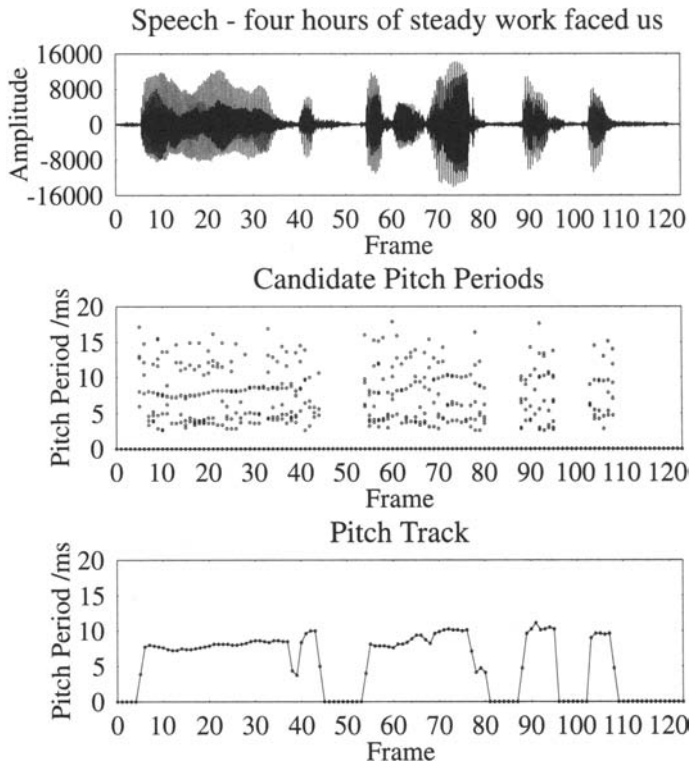 Speech - four hours of steady work faced us
Amplitude
16000
8000
0
-8000
-16000
0 10 20 30 40 50 60 70 80 90 100 110 120
Frame
Candidate Pitch Periods
Pitch Period /ms
20
15
10
5
0
0 10 20 30 40 50 60 70 80 90 100 110 120
Frame
Pitch Track
Pitch Period /ms
20
15
10
5
0
0 10 20 30 40 50 60 70 80 90 100 110 120
Frame